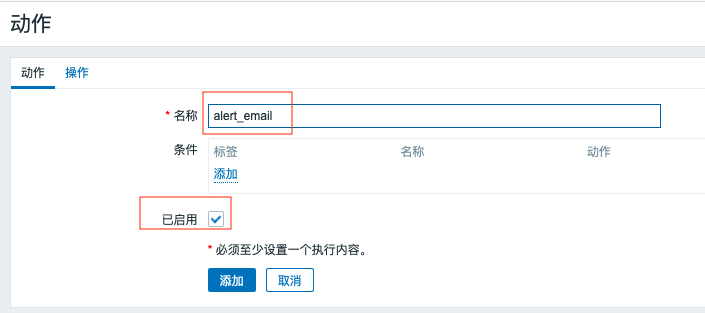 动作
动作 操作
* 名称 alert_email
条件 标签 名称 动作
添加
已启用
* 必须至少设置一个执行内容。
添加 取消